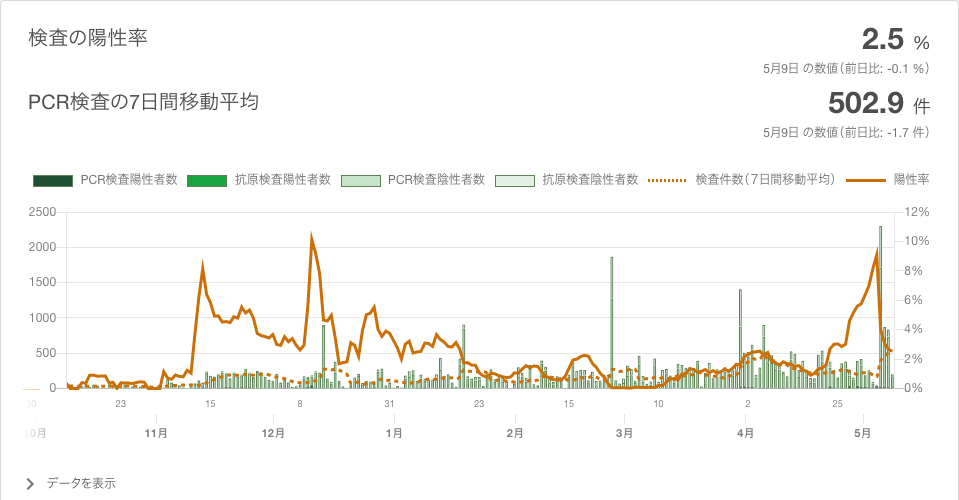 検査の陽性率
2.5 %
5月9日 の数値（前日比: -0.1 %）
PCR検査の7日間移動平均
502.9 件
5月9日 の数値（前日比: -1.7 件）
PCR検査陽性者数 抗原検査陽性者数 PCR検査陰性者数 抗原検査陰性者数 検査件数（7日間移動平均） 陽性率
2500 12%
2000 10%
1500 8%
1000 6%
500 4%
0 2%
0%
30 23 15 8 31 23 15 10 2 25
10月 11月 12月 1月 2月 3月 4月 5月
データを表示